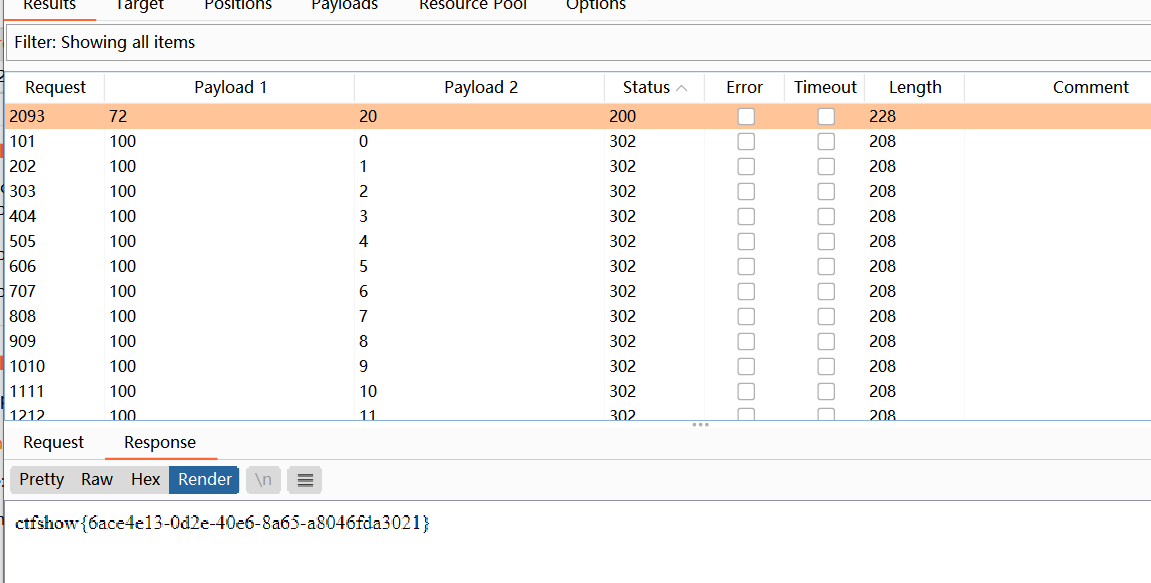 Results Target Positions Payloads Resource Pool Options
Filter: Showing all items
Request Payload 1 Payload 2 Status Error Timeout Length Comment
2093 72 20 200 228
101 100 0 302 208
202 100 1 302 208
303 100 2 302 208
404 100 3 302 208
505 100 4 302 208
606 100 5 302 208
707 100 6 302 208
808 100 7 302 208
909 100 8 302 208
1010 100 9 302 208
1111 100 10 302 208
1212 100 11 302 208
Request Response
Pretty Raw Hex Render \n
ctfshow{6ace4e13-0d2e-40e6-8a65-a8046fda3021}